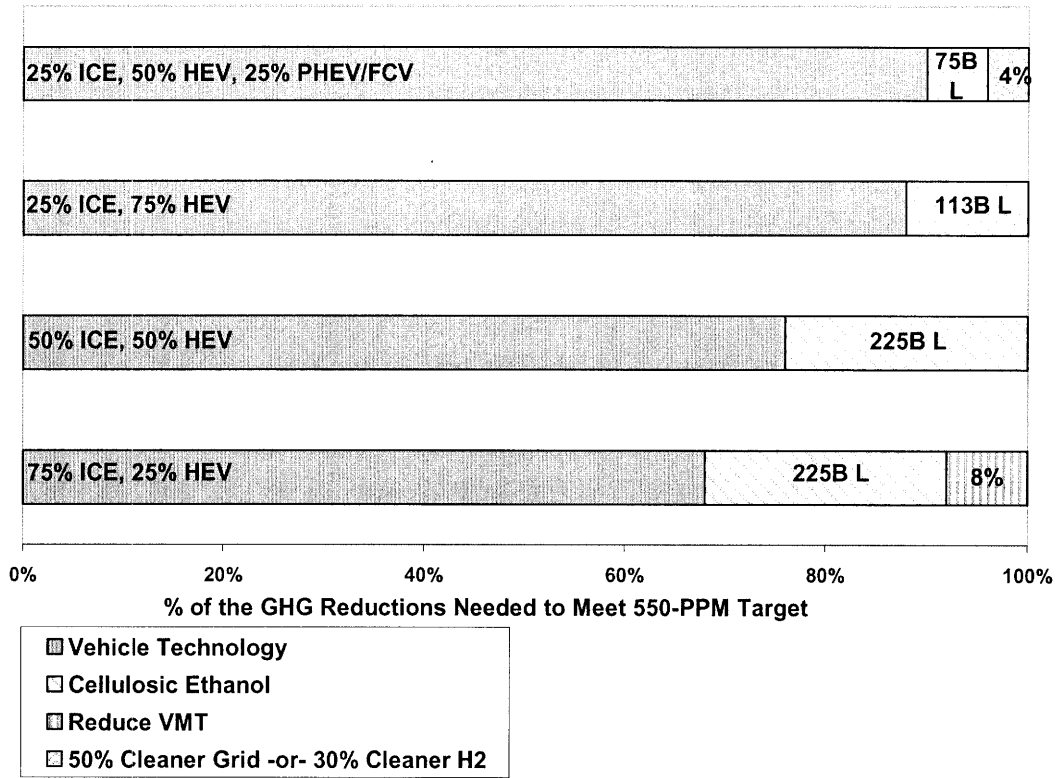 25% ICE, 50% HEV, 25% PHEV/FCV
75B
L
4%
25% ICE, 75% HEV
113B L
50% ICE, 50% HEV
225B L
75% ICE, 25% HEV
225B L
8%
0% 20% 40% 60% 80% 100%
% of the GHG Reductions Needed to Meet 550-PPM Target
Vehicle Technology
Cellulosic Ethanol
Reduce VMT
50% Cleaner Grid -or- 30% Cleaner H2